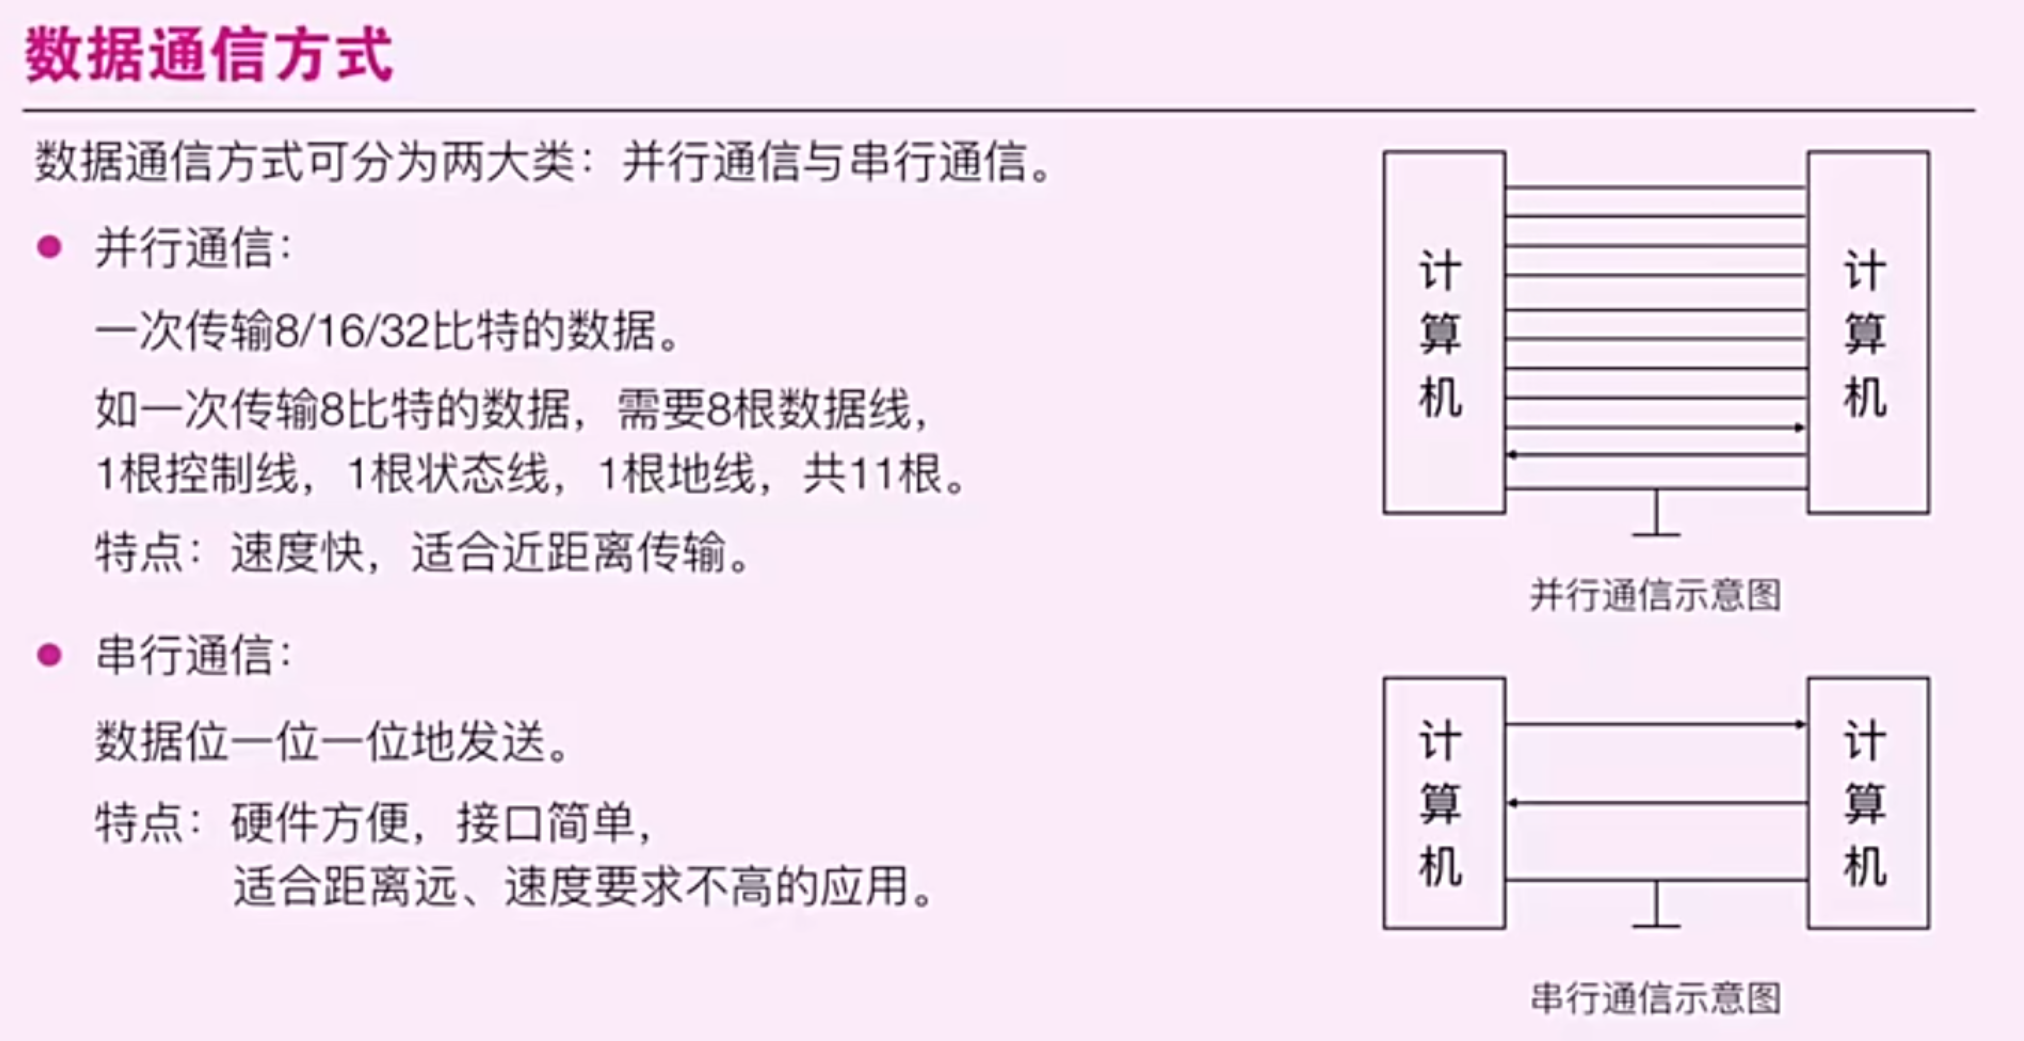 数据通信方式
数据通信方式可分为两大类：并行通信与串行通信。
● 并行通信：
一次传输8/16/32比特的数据。
如一次传输8比特的数据，需要8根数据线，
1根控制线，1根状态线，1根地线，共11根。
特点：速度快，适合近距离传输。
● 串行通信：
数据位一位一位地发送。
特点：硬件方便，接口简单，
适合距离远、速度要求不高的应用。
计算机
计算机
并行通信示意图
计算机
计算机
串行通信示意图